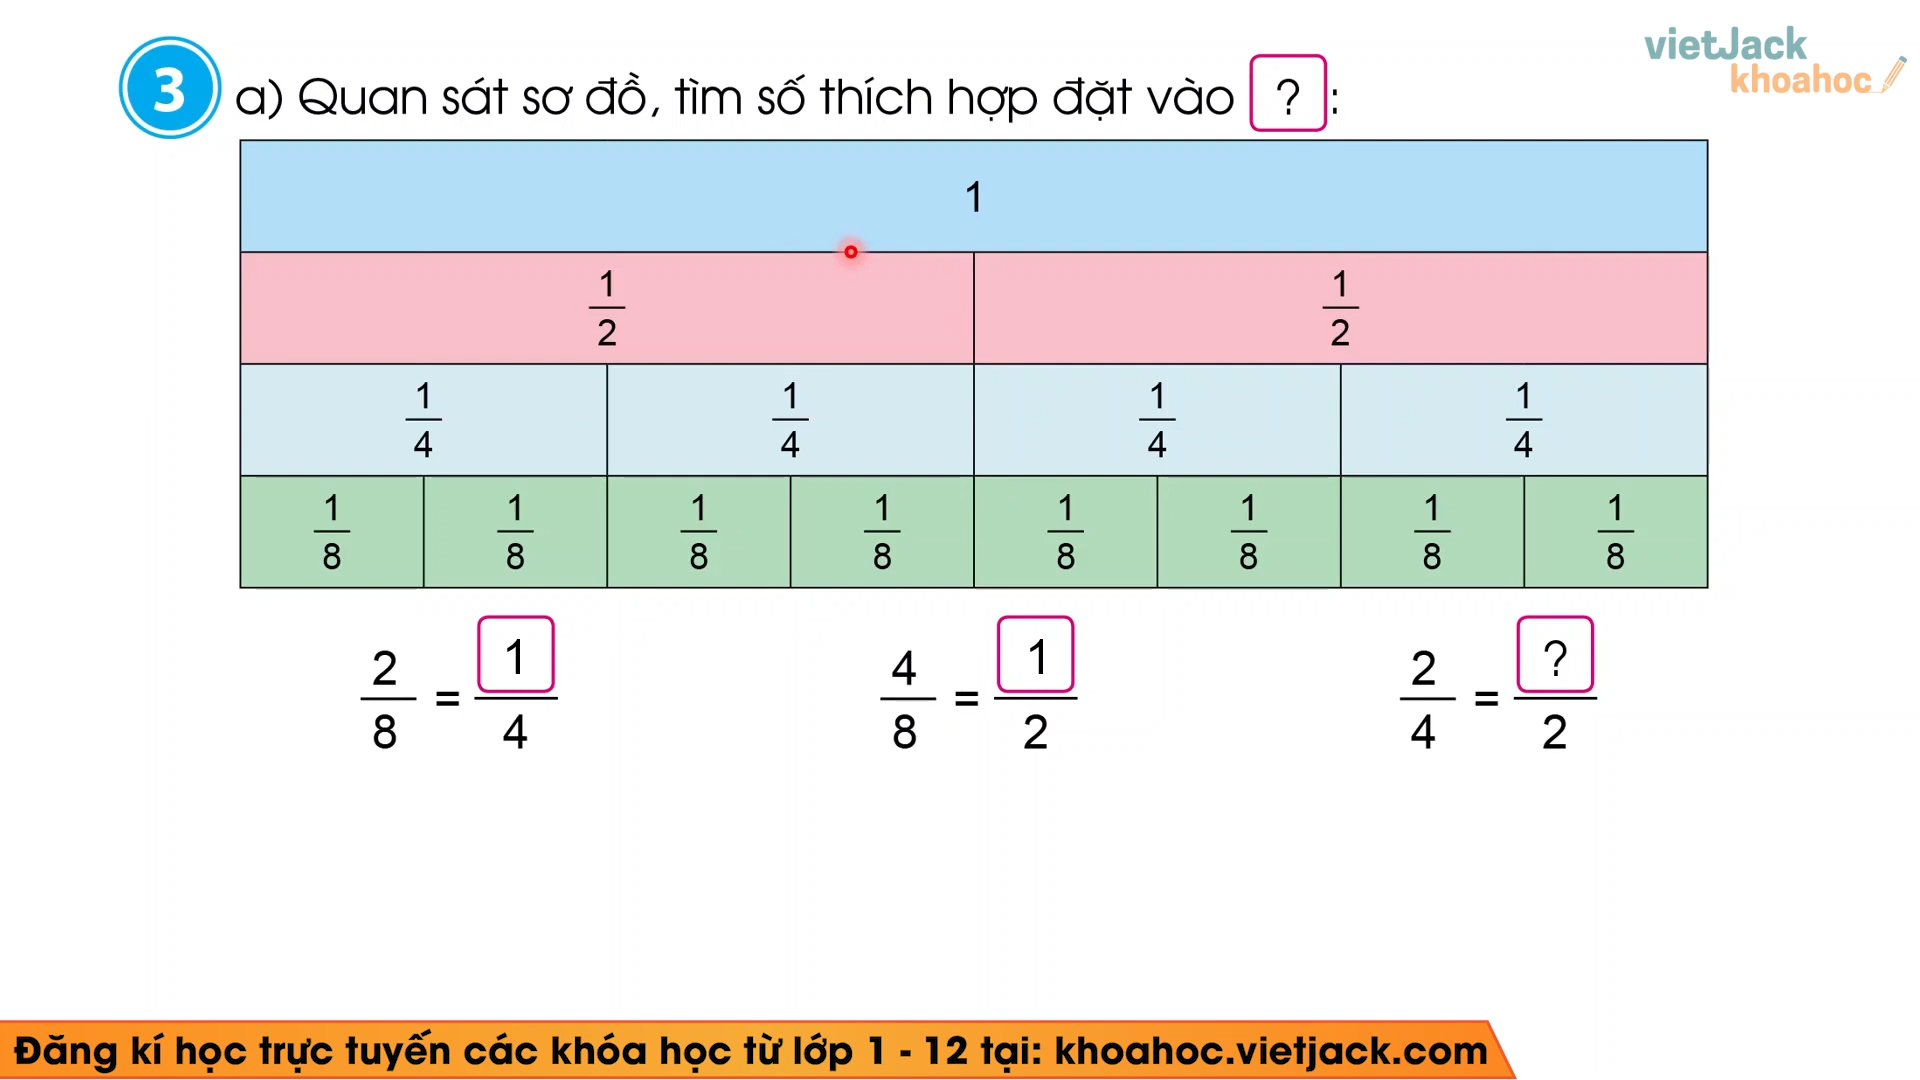 vietJack
khoahoc
3 a) Quan sát sơ đồ, tìm số thích hợp đặt vào ? :
1
1/2 1/2
1/4 1/4 1/4 1/4
1/8 1/8 1/8 1/8 1/8 1/8 1/8 1/8
2/8 = 1/4 4/8 = 1/2 2/4 = ?/2
Đăng kí học trực tuyến các khóa học từ lớp 1 - 12 tại: khoahoc.vietjack.com